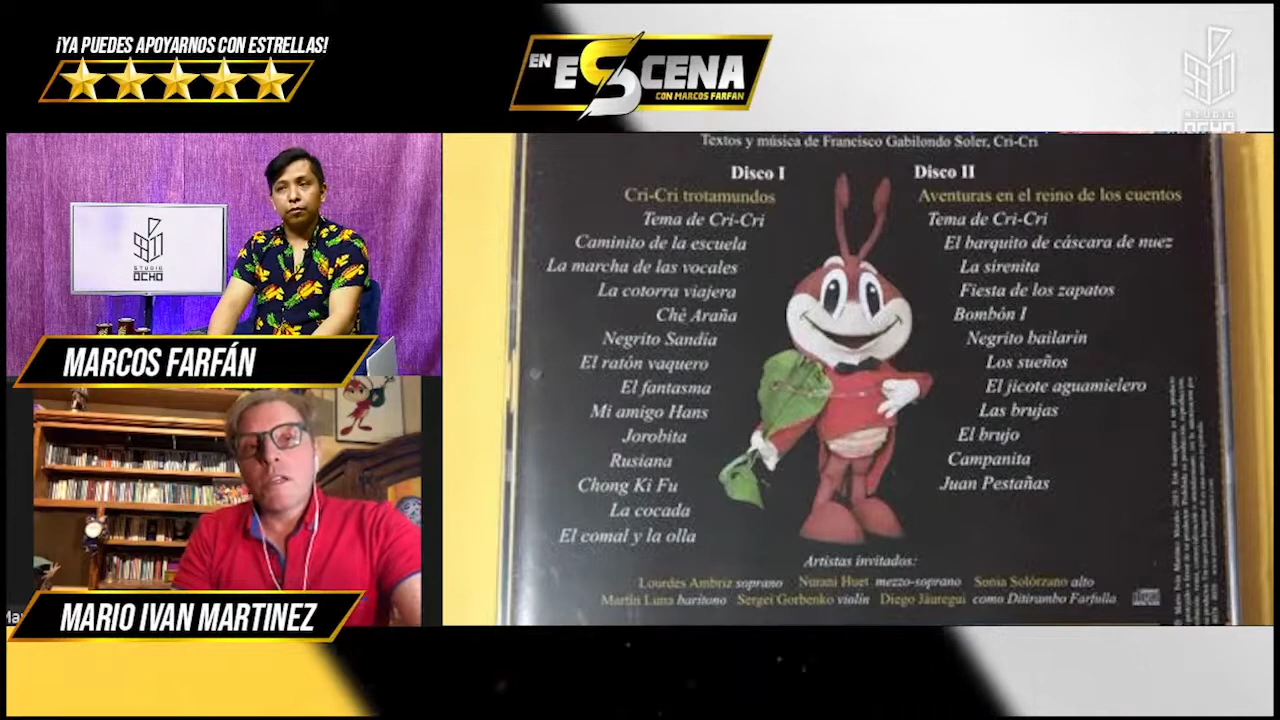 ¡YA PUEDES APOYARNOS CON ESTRELLAS!
EN ESCENA
CON MARCOS FARFÁN
STUDIO
OCHO
STUDIO
OCHO
MARCOS FARFÁN
MARIO IVAN MARTINEZ
Textos y música de Francisco Gabilondo Soler, Cri-Cri
Disco I
Cri-Cri trotamundos
Tema de Cri-Cri
Caminito de la escuela
La marcha de las vocales
La cotorra viajera
Ché Araña
Negrito Sandía
El ratón vaquero
El fantasma
Mi amigo Hans
Jorobita
Rusiana
Chong Ki Fu
La cocada
El comal y la olla
Disco II
Aventuras en el reino de los cuentos
Tema de Cri-Cri
El barquito de cáscara de nuez
La sirenita
Fiesta de los zapatos
Bombón I
Negrito bailarín
Los sueños
El jicote aguamielero
Las brujas
El brujo
Campanita
Juan Pestañas
Artistas invitados:
Lourdes Ambriz soprano Nurani Huet mezzo-soprano Sonia Solórzano alto
Martín Luna barítono Sergei Gorbenko violín Diego Jáuregui como Ditirambo Farfulla